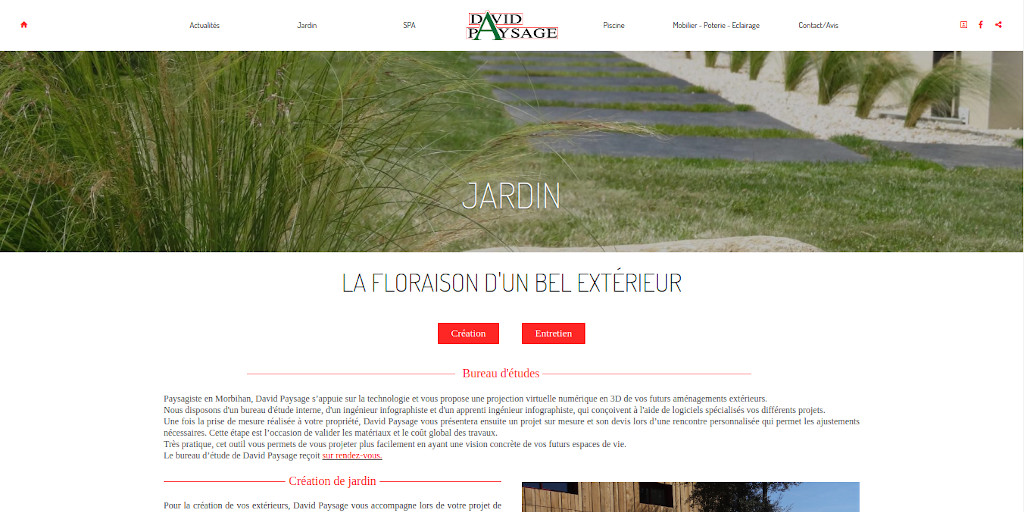 Actualités
Jardin
SPA
DAVID
PAYSAGE
Piscine
Mobilier - Poterie - Eclairage
Contact/Avis
JARDIN
LA FLORAISON D'UN BEL EXTÉRIEUR
Création
Entretien
Bureau d'études
Paysagiste en Morbihan, David Paysage s’appuie sur la technologie et vous propose une projection virtuelle numérique en 3D de vos futurs aménagements extérieurs.
Nous disposons d'un bureau d'étude interne, d'un ingénieur infographiste et d'un apprenti ingénieur infographiste, qui conçoivent à l'aide de logiciels spécialisés vos différents projets.
Une fois la prise de mesure réalisée à votre propriété, David Paysage vous présentera ensuite un projet sur mesure et son devis lors d’une rencontre personnalisée qui permet les ajustements
nécessaires. Cette étape est l’occasion de valider les matériaux et le coût global des travaux.
Très pratique, cet outil vous permets de vous projeter plus facilement en ayant une vision concrète de vos futurs espaces de vie.
Le bureau d’étude de David Paysage reçoit sur rendez-vous.
Création de jardin
Pour la création de vos extérieurs, David Paysage vous accompagne lors de votre projet de